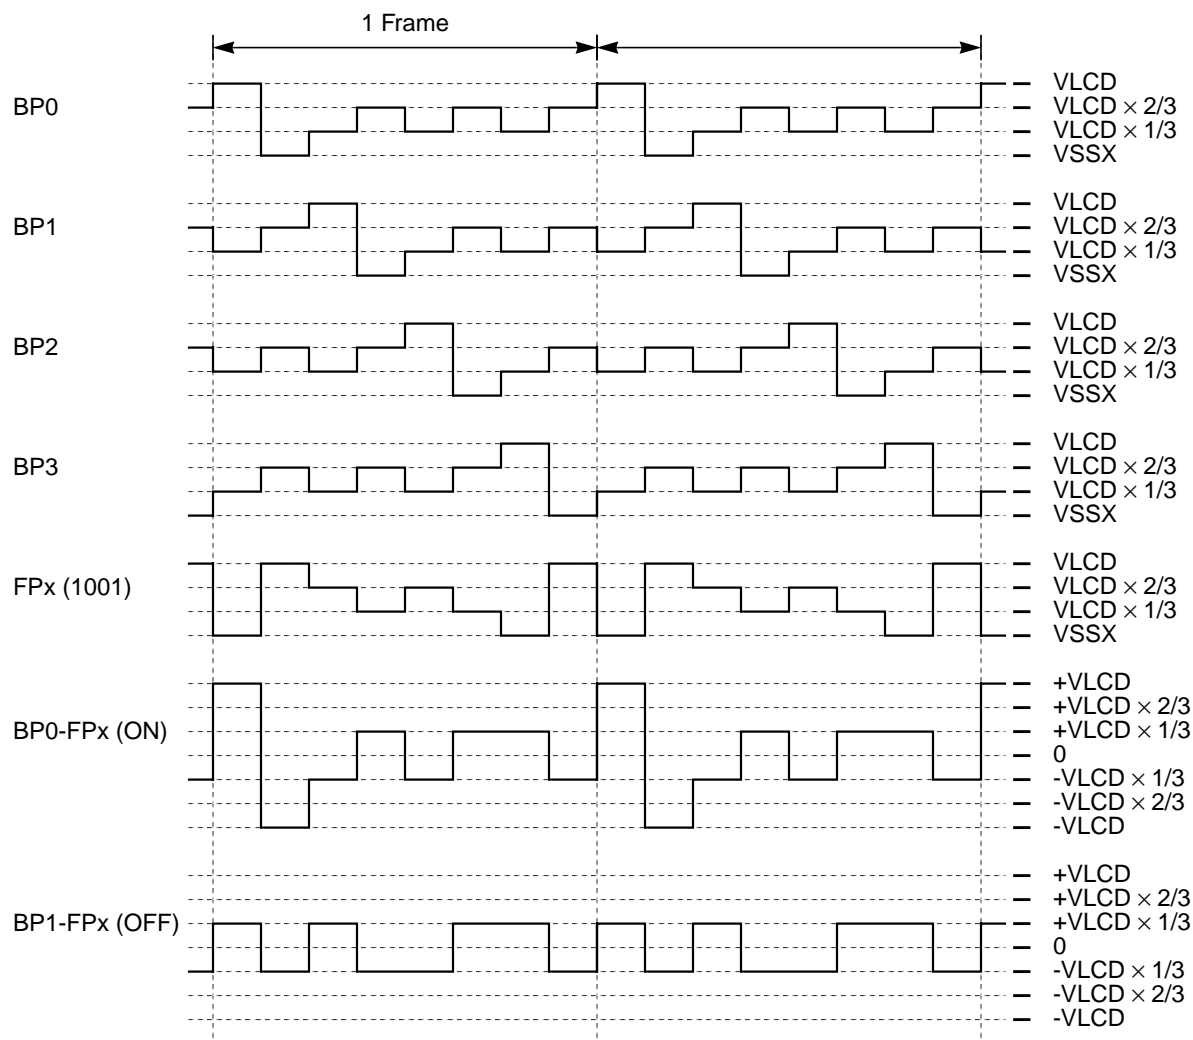 1 Frame
BP0
VLCD
VLCD × 2/3
VLCD × 1/3
VSSX
BP1
VLCD
VLCD × 2/3
VLCD × 1/3
VSSX
BP2
VLCD
VLCD × 2/3
VLCD × 1/3
VSSX
BP3
VLCD
VLCD × 2/3
VLCD × 1/3
VSSX
FPx (1001)
VLCD
VLCD × 2/3
VLCD × 1/3
VSSX
BP0-FPx (ON)
+VLCD
+VLCD × 2/3
+VLCD × 1/3
0
-VLCD × 1/3
-VLCD × 2/3
-VLCD
BP1-FPx (OFF)
+VLCD
+VLCD × 2/3
+VLCD × 1/3
0
-VLCD × 1/3
-VLCD × 2/3
-VLCD